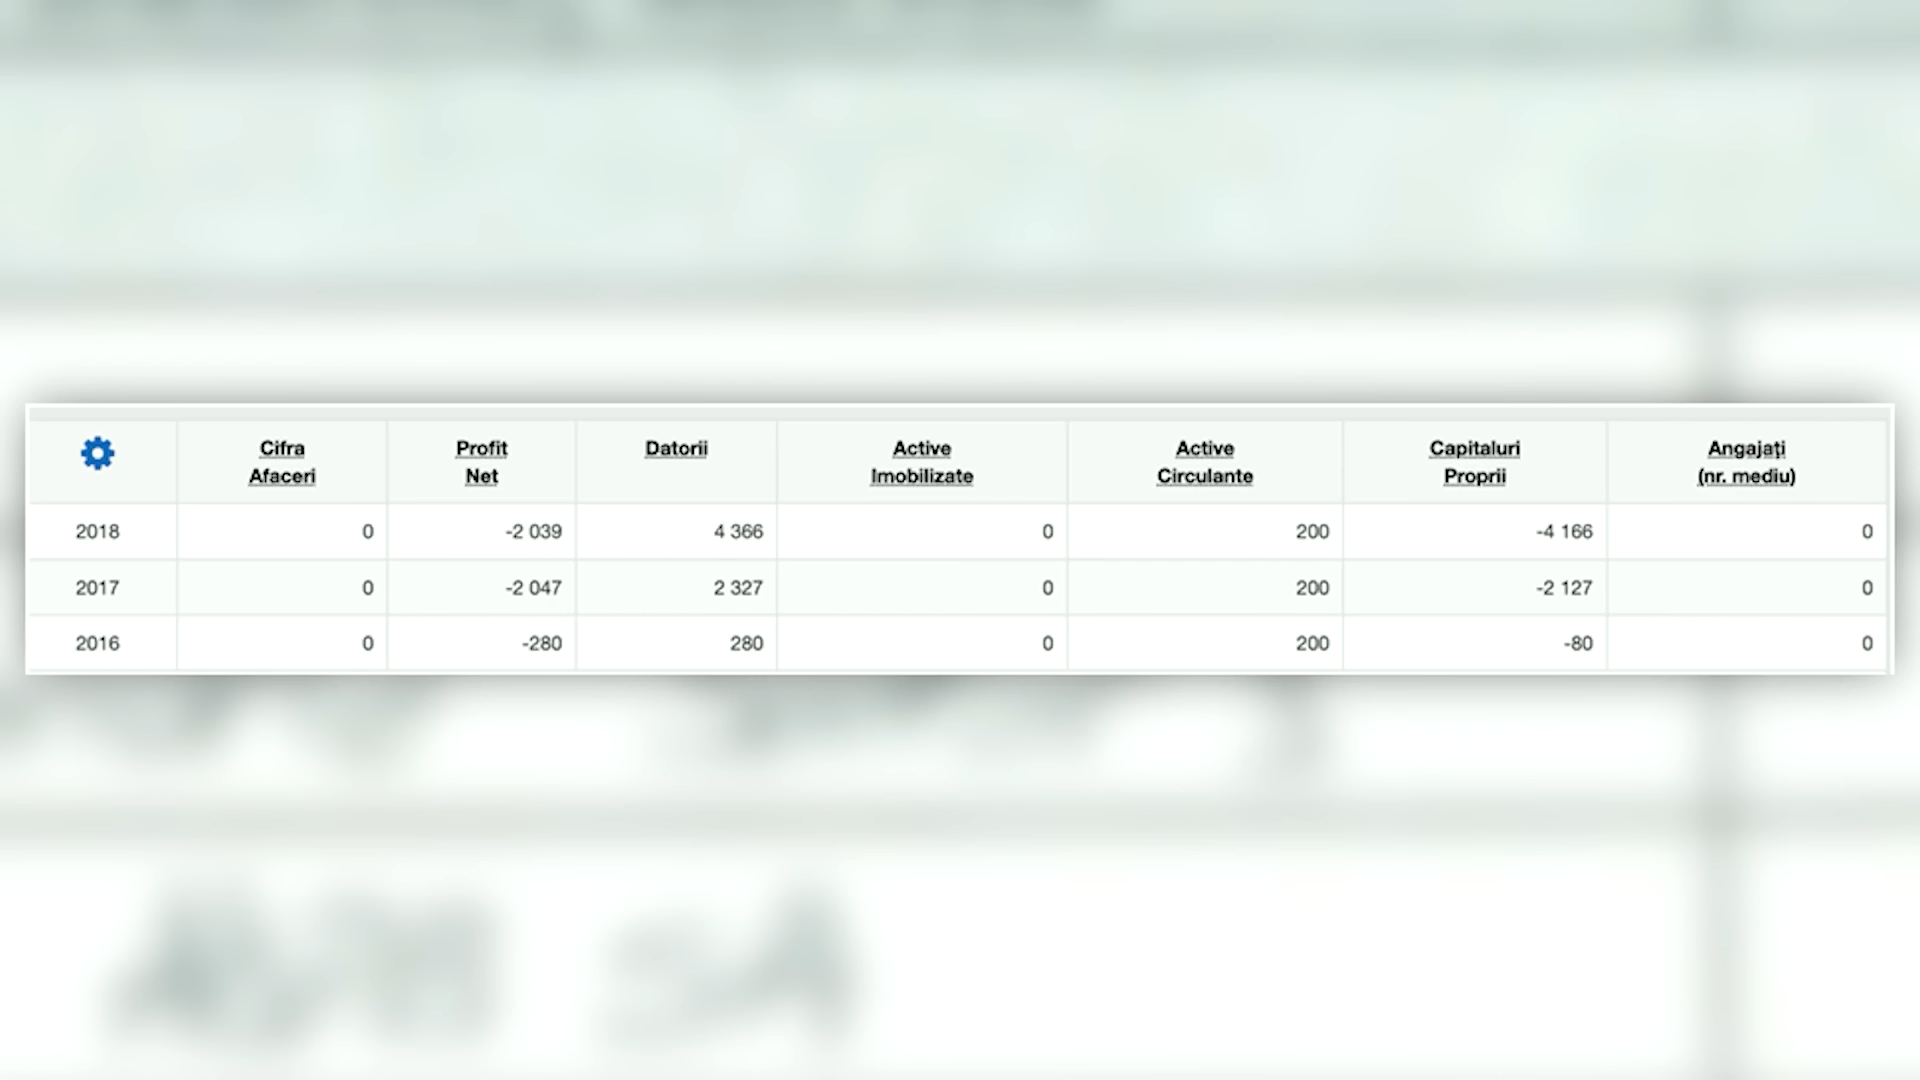 Cifra Afaceri Profit Net Datorii Active Imobilizate Active Circulante Capitaluri Proprii Angajați (nr. mediu)
2018 0 -2 039 4 366 0 200 -4 166 0
2017 0 -2 047 2 327 0 200 -2 127 0
2016 0 -280 280 0 200 -80 0